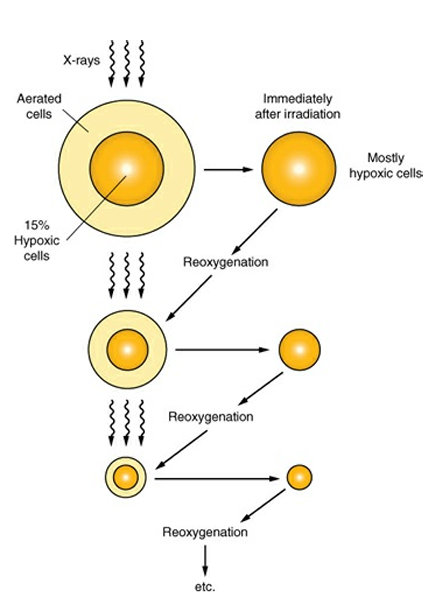 X-rays
Aerated
cells
Immediately
after irradiation
Mostly
hypoxic cells
15%
Hypoxic
cells
Reoxygenation
Reoxygenation
Reoxygenation
etc.